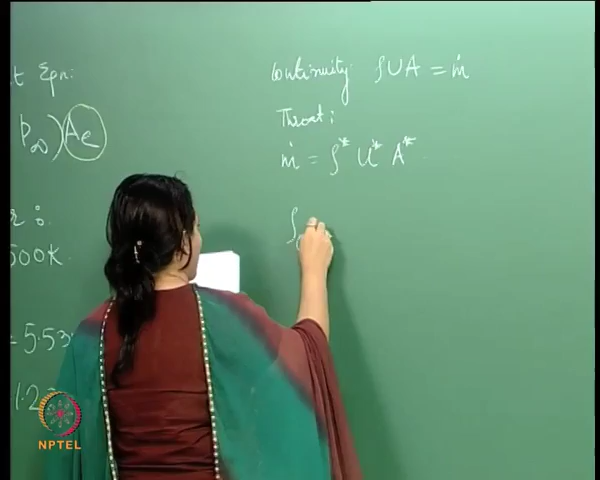 t Eqn:
P∞) Ae
r :
500K
= 5.53
1.2
Continuity: ρUA = ṁ
Throat:
ṁ = ρ* U* A*
ρ
NPTEL